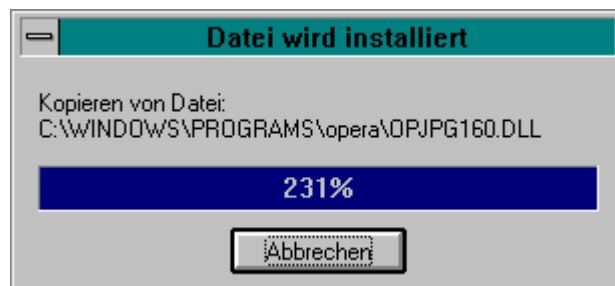 Datei wird installiert
Kopieren von Datei:
C:\WINDOWS\PROGRAMS\opera\OPJPG160.DLL
231%
Abbrechen